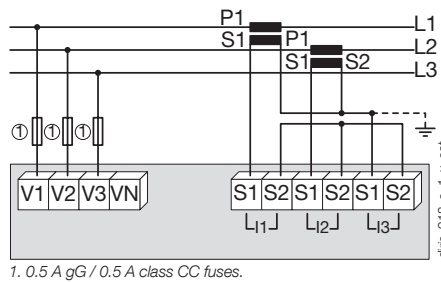 P1 L1
S1 P1 L2
S1 S2 L3
① ① ①
V1 V2 V3 VN S1 S2 S1 S2 S1 S2
I1 I2 I3
1. 0.5 A gG / 0.5 A class CC fuses.